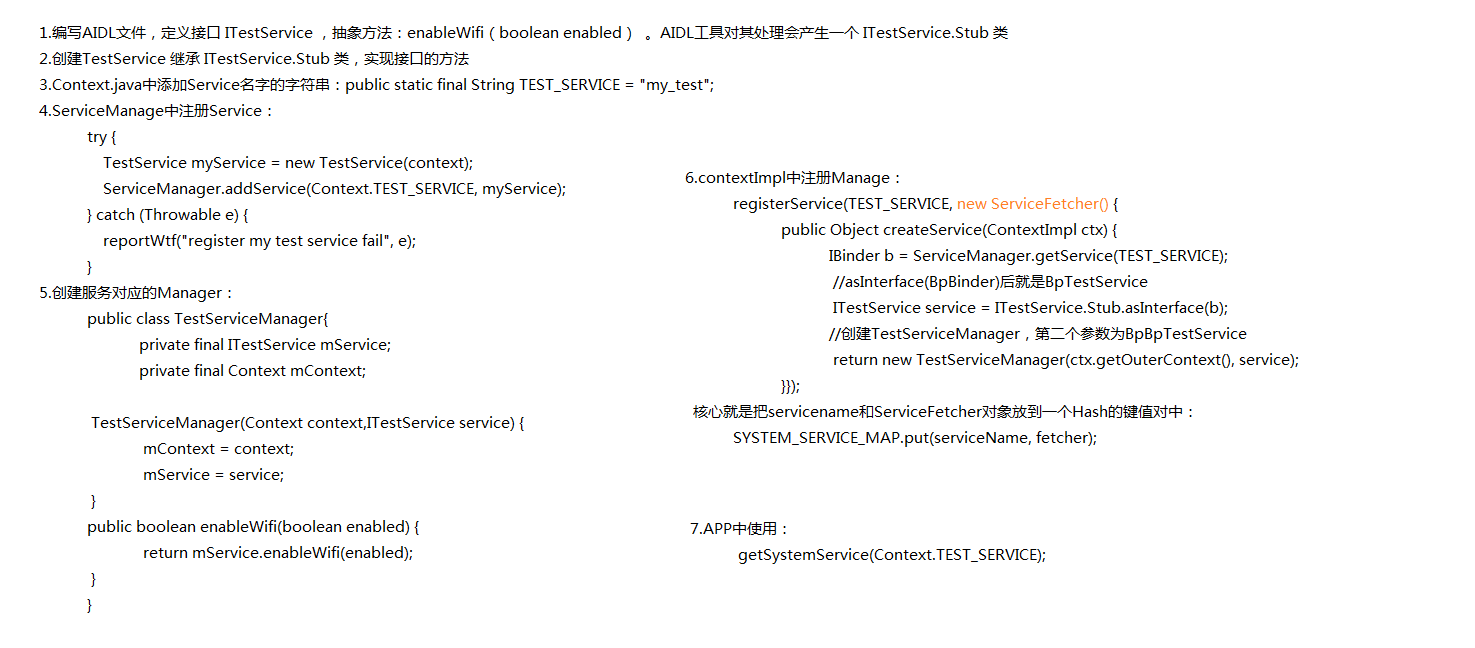 1.编写AIDL文件，定义接口 ITestService ，抽象方法：enableWifi（ boolean enabled ） 。AIDL工具对其处理会产生一个 ITestService.Stub 类
2.创建TestService 继承 ITestService.Stub 类，实现接口的方法
3.Context.java中添加Service名字的字符串：public static final String TEST_SERVICE = "my_test";
4.ServiceManage中注册Service：
try {
TestService myService = new TestService(context);
ServiceManager.addService(Context.TEST_SERVICE, myService);
} catch (Throwable e) {
reportWtf("register my test service fail", e);
}
5.创建服务对应的Manager：
public class TestServiceManager{
private final ITestService mService;
private final Context mContext;
TestServiceManager(Context context,ITestService service) {
mContext = context;
mService = service;
}
public boolean enableWifi(boolean enabled) {
return mService.enableWifi(enabled);
}
}
6.contextImpl中注册Manage：
registerService(TEST_SERVICE, new ServiceFetcher() {
public Object createService(ContextImpl ctx) {
IBinder b = ServiceManager.getService(TEST_SERVICE);
//asInterface(BpBinder)后就是BpTestService
ITestService service = ITestService.Stub.asInterface(b);
//创建TestServiceManager，第二个参数为BpBpTestService
return new TestServiceManager(ctx.getOuterContext(), service);
}});
核心就是把servicename和ServiceFetcher对象放到一个Hash的键值对中：
SYSTEM_SERVICE_MAP.put(serviceName, fetcher);
7.APP中使用：
getSystemService(Context.TEST_SERVICE);